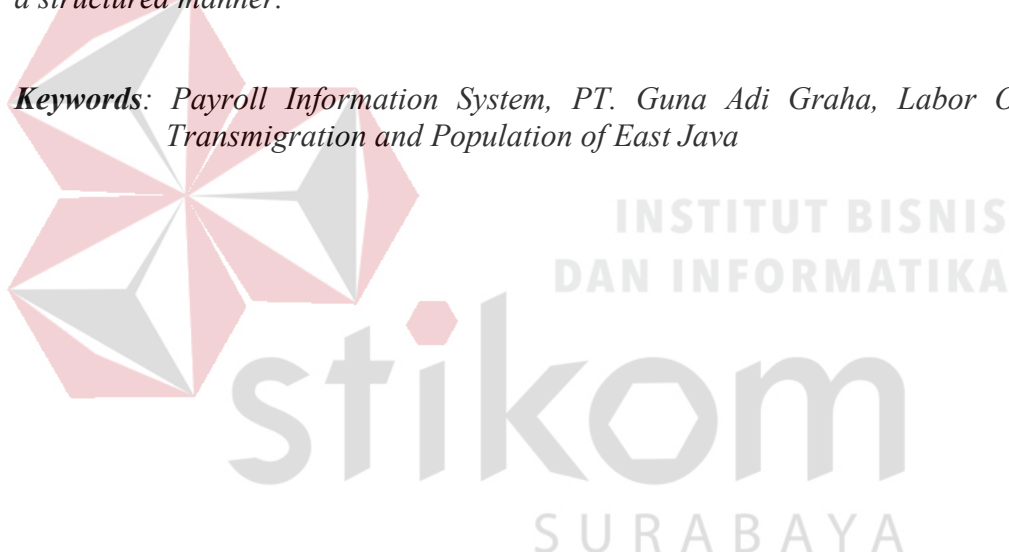 a structured manner.
Keywords: Payroll Information System, PT. Guna Adi Graha, Labor
Transmigration and Population of East Java
INSTITUT BISNIS
DAN INFORMATIKA
stikom
SURABAYA